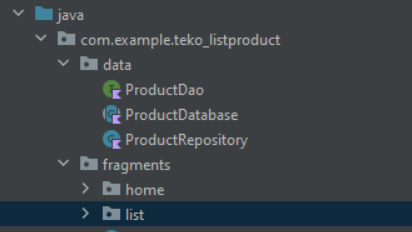 java
com.example.teko_listproduct
data
ProductDao
ProductDatabase
ProductRepository
fragments
home
list